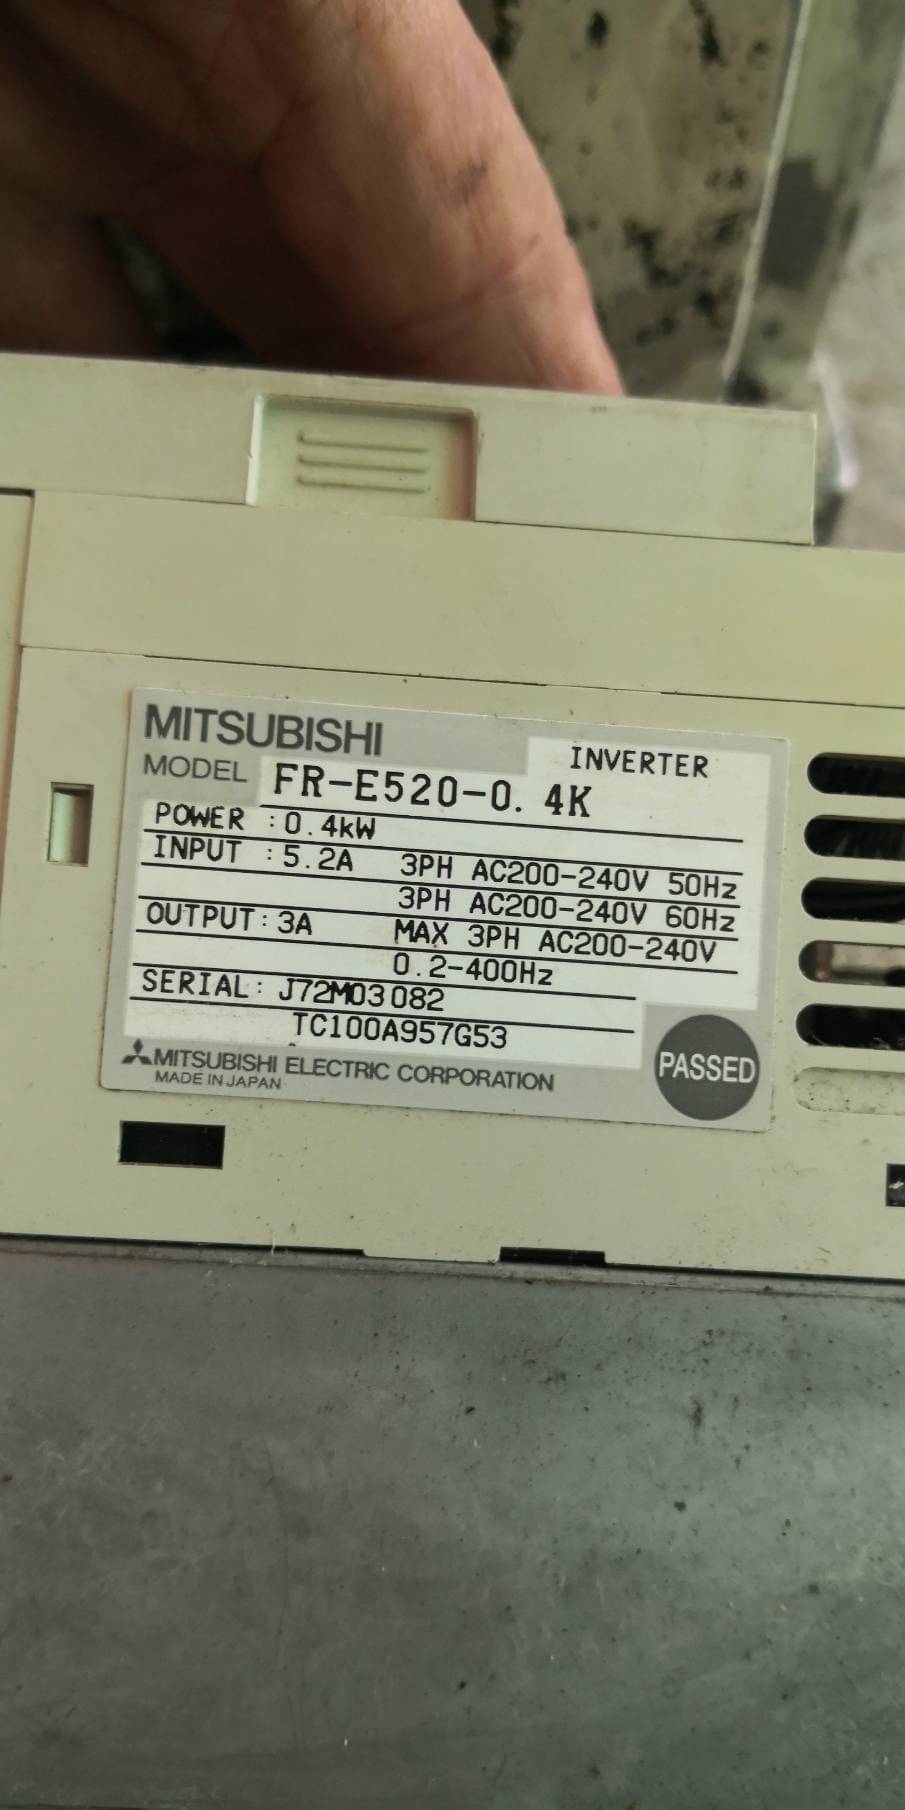 MITSUBISHI
INVERTER
MODEL FR-E520-0.4K
POWER :0.4kW
INPUT :5.2A 3PH AC200-240V 50Hz
3PH AC200-240V 60Hz
OUTPUT:3A MAX 3PH AC200-240V
0.2-400Hz
SERIAL: J72M03082
TC100A957G53
MITSUBISHI ELECTRIC CORPORATION
MADE IN JAPAN
PASSED